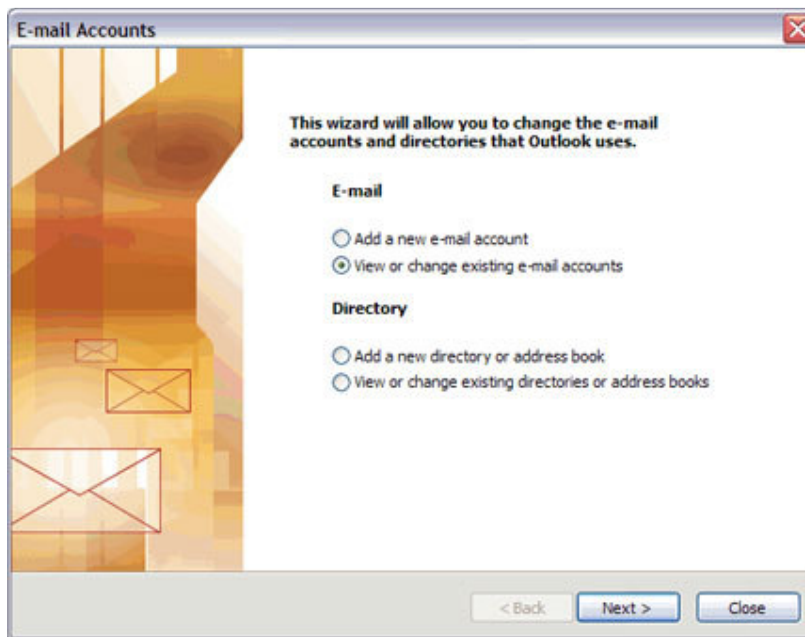 E-mail Accounts
This wizard will allow you to change the e-mail
accounts and directories that Outlook uses.
E-mail
Add a new e-mail account
View or change existing e-mail accounts
Directory
Add a new directory or address book
View or change existing directories or address books
< Back Next > Close